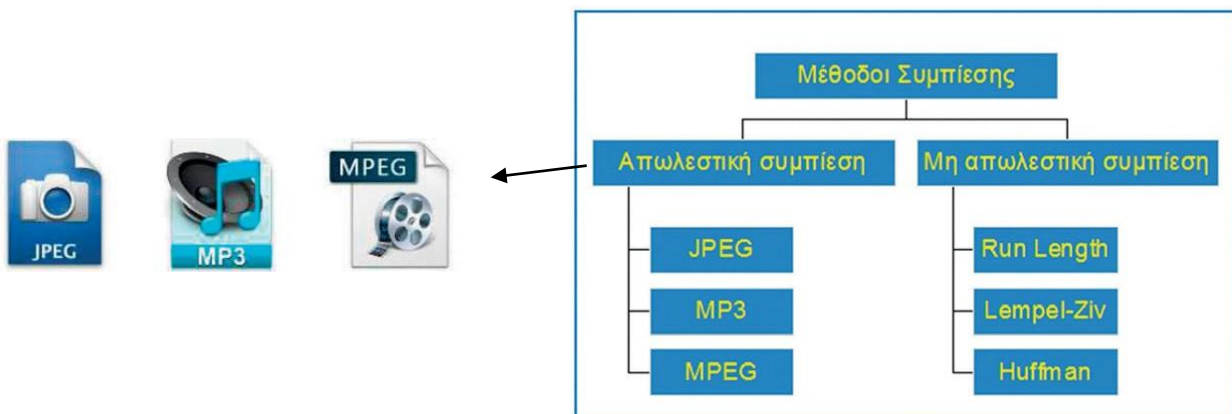 JPEG
MP3
MPEG
Μέθοδοι Συμπίεσης
Απωλεστική συμπίεση
Μη απωλεστική συμπίεση
JPEG
MP3
MPEG
Run Length
Lempel-Ziv
Huffman